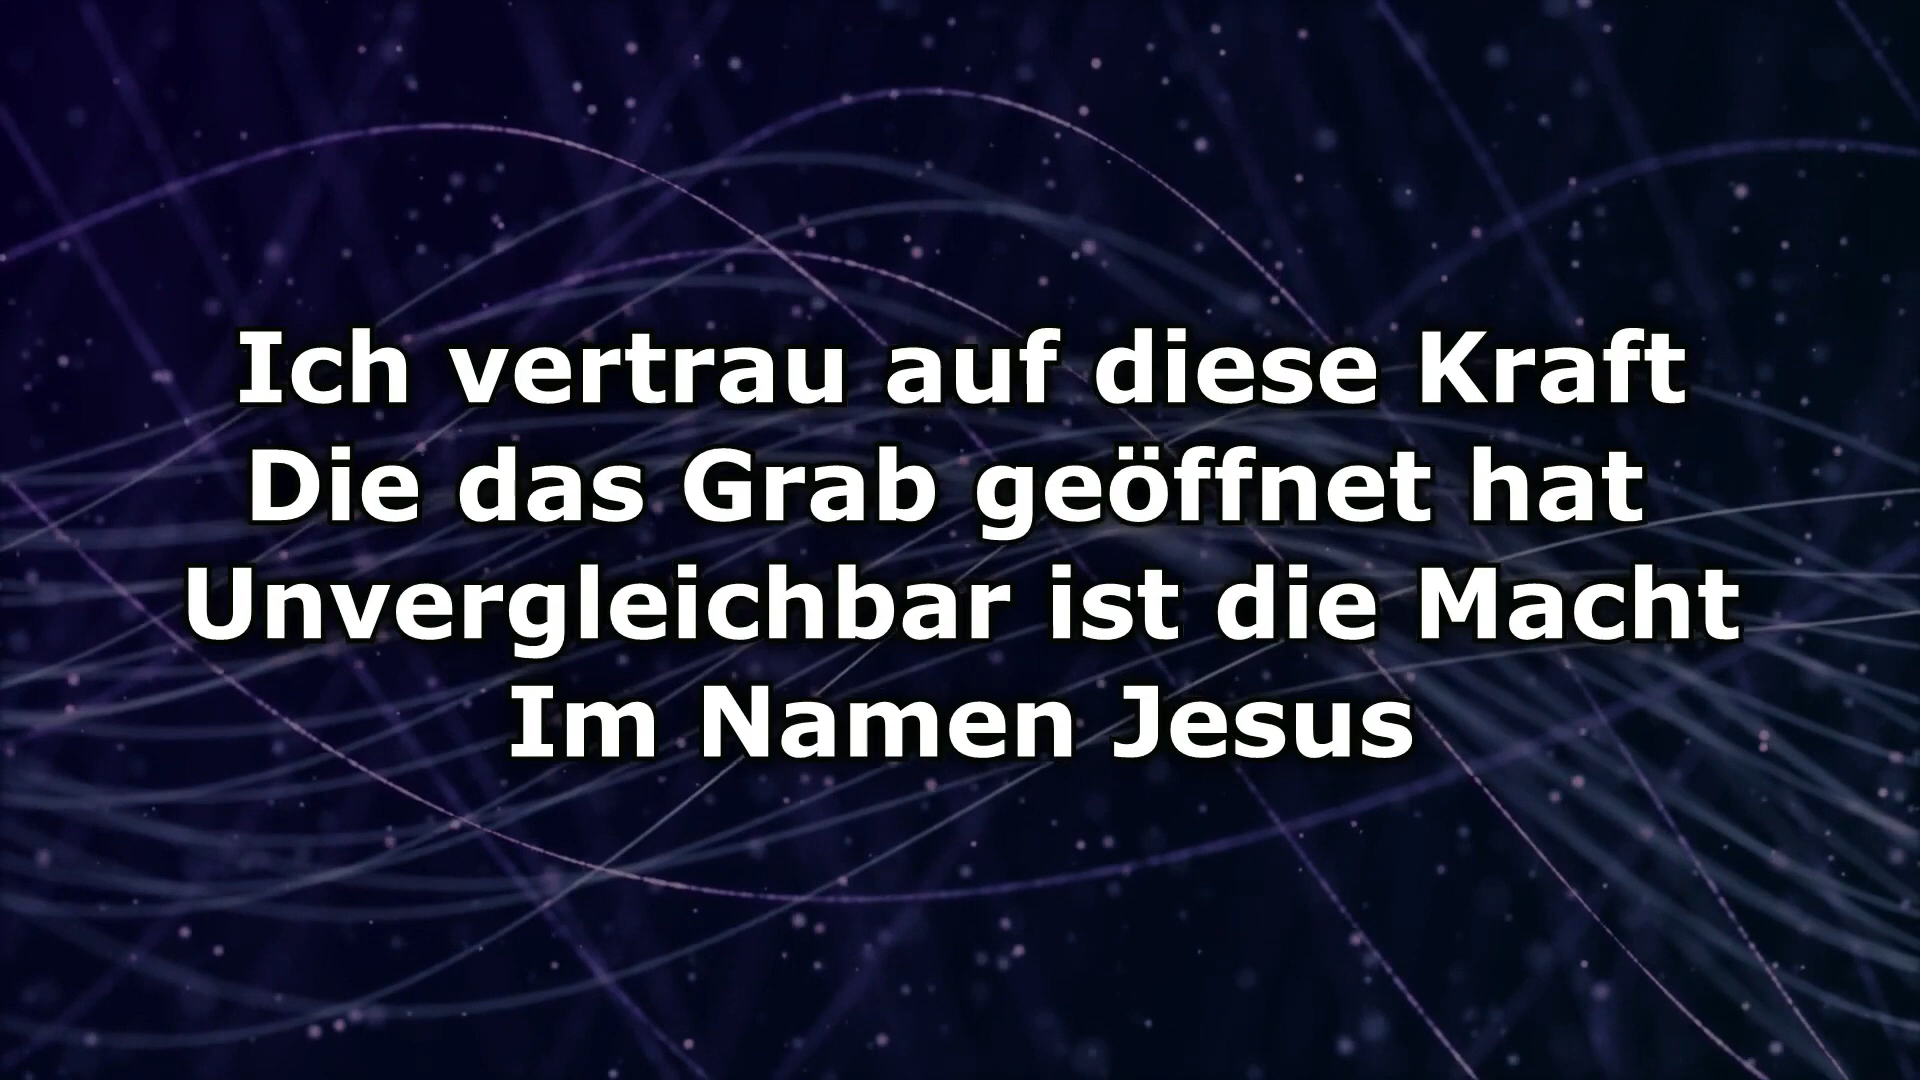 Ich vertrau auf diese Kraft
Die das Grab geöffnet hat
Unvergleichbar ist die Macht
Im Namen Jesus